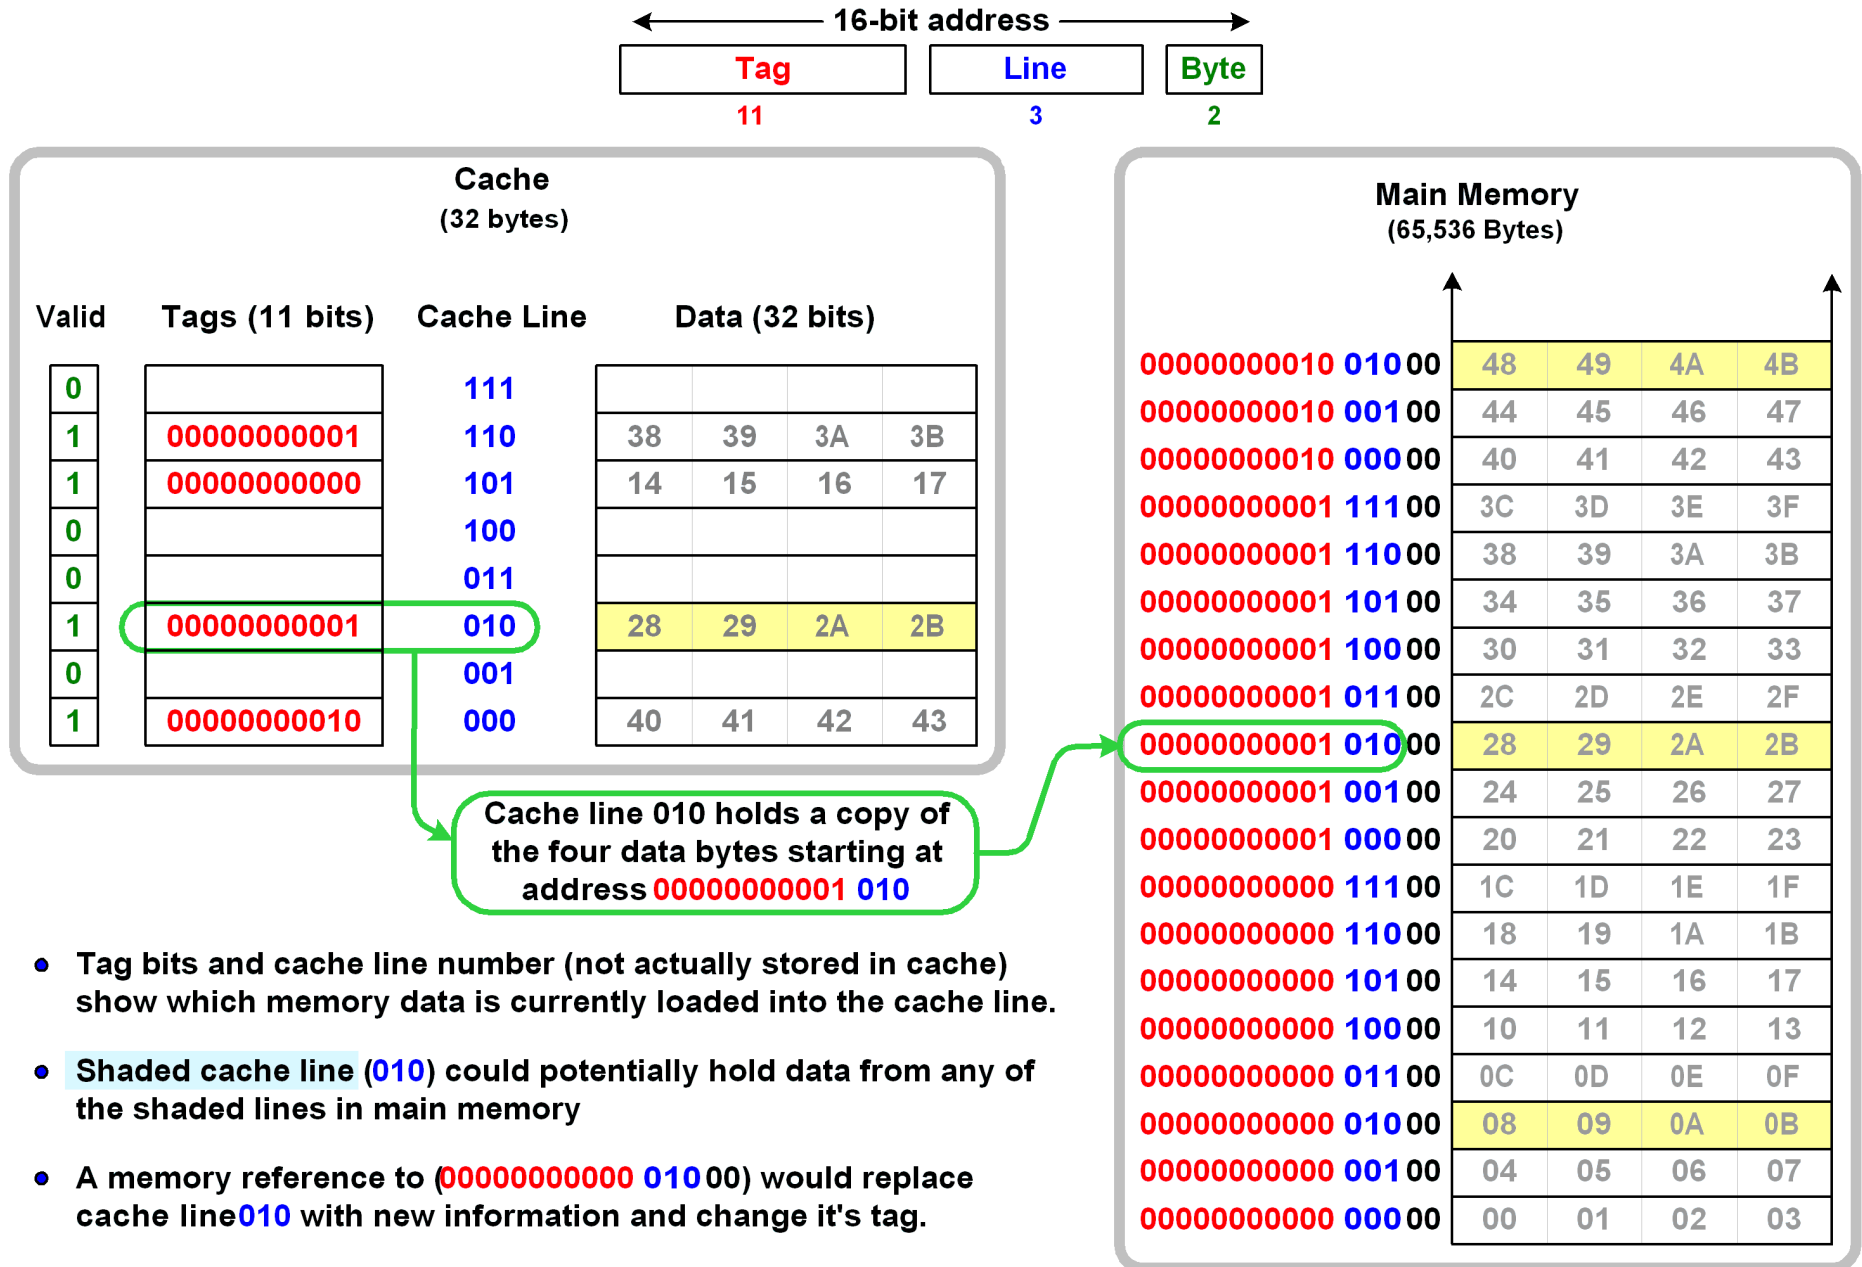 16-bit address
Tag Line Byte
11 3 2
Cache
(32 bytes)
Valid Tags (11 bits) Cache Line Data (32 bits)
0 111
1 00000000001 110 38 39 3A 3B
1 00000000000 101 14 15 16 17
0 100
0 011
1 00000000001 010 28 29 2A 2B
0 001
1 00000000010 000 40 41 42 43
Cache line 010 holds a copy of
the four data bytes starting at
address 00000000001 010
Main Memory
(65,536 Bytes)
00000000010 010 00 48 49 4A 4B
00000000010 001 00 44 45 46 47
00000000010 000 00 40 41 42 43
00000000001 111 00 3C 3D 3E 3F
00000000001 110 00 38 39 3A 3B
00000000001 101 00 34 35 36 37
00000000001 100 00 30 31 32 33
00000000001 011 00 2C 2D 2E 2F
00000000001 010 00 28 29 2A 2B
00000000001 001 00 24 25 26 27
00000000001 000 00 20 21 22 23
00000000000 111 00 1C 1D 1E 1F
00000000000 110 00 18 19 1A 1B
00000000000 101 00 14 15 16 17
00000000000 100 00 10 11 12 13
00000000000 011 00 0C 0D 0E 0F
00000000000 010 00 08 09 0A 0B
00000000000 001 00 04 05 06 07
00000000000 000 00 00 01 02 03
• Tag bits and cache line number (not actually stored in cache)
show which memory data is currently loaded into the cache line.
• Shaded cache line (010) could potentially hold data from any of
the shaded lines in main memory
• A memory reference to (00000000000 010 00) would replace
cache line 010 with new information and change it's tag.